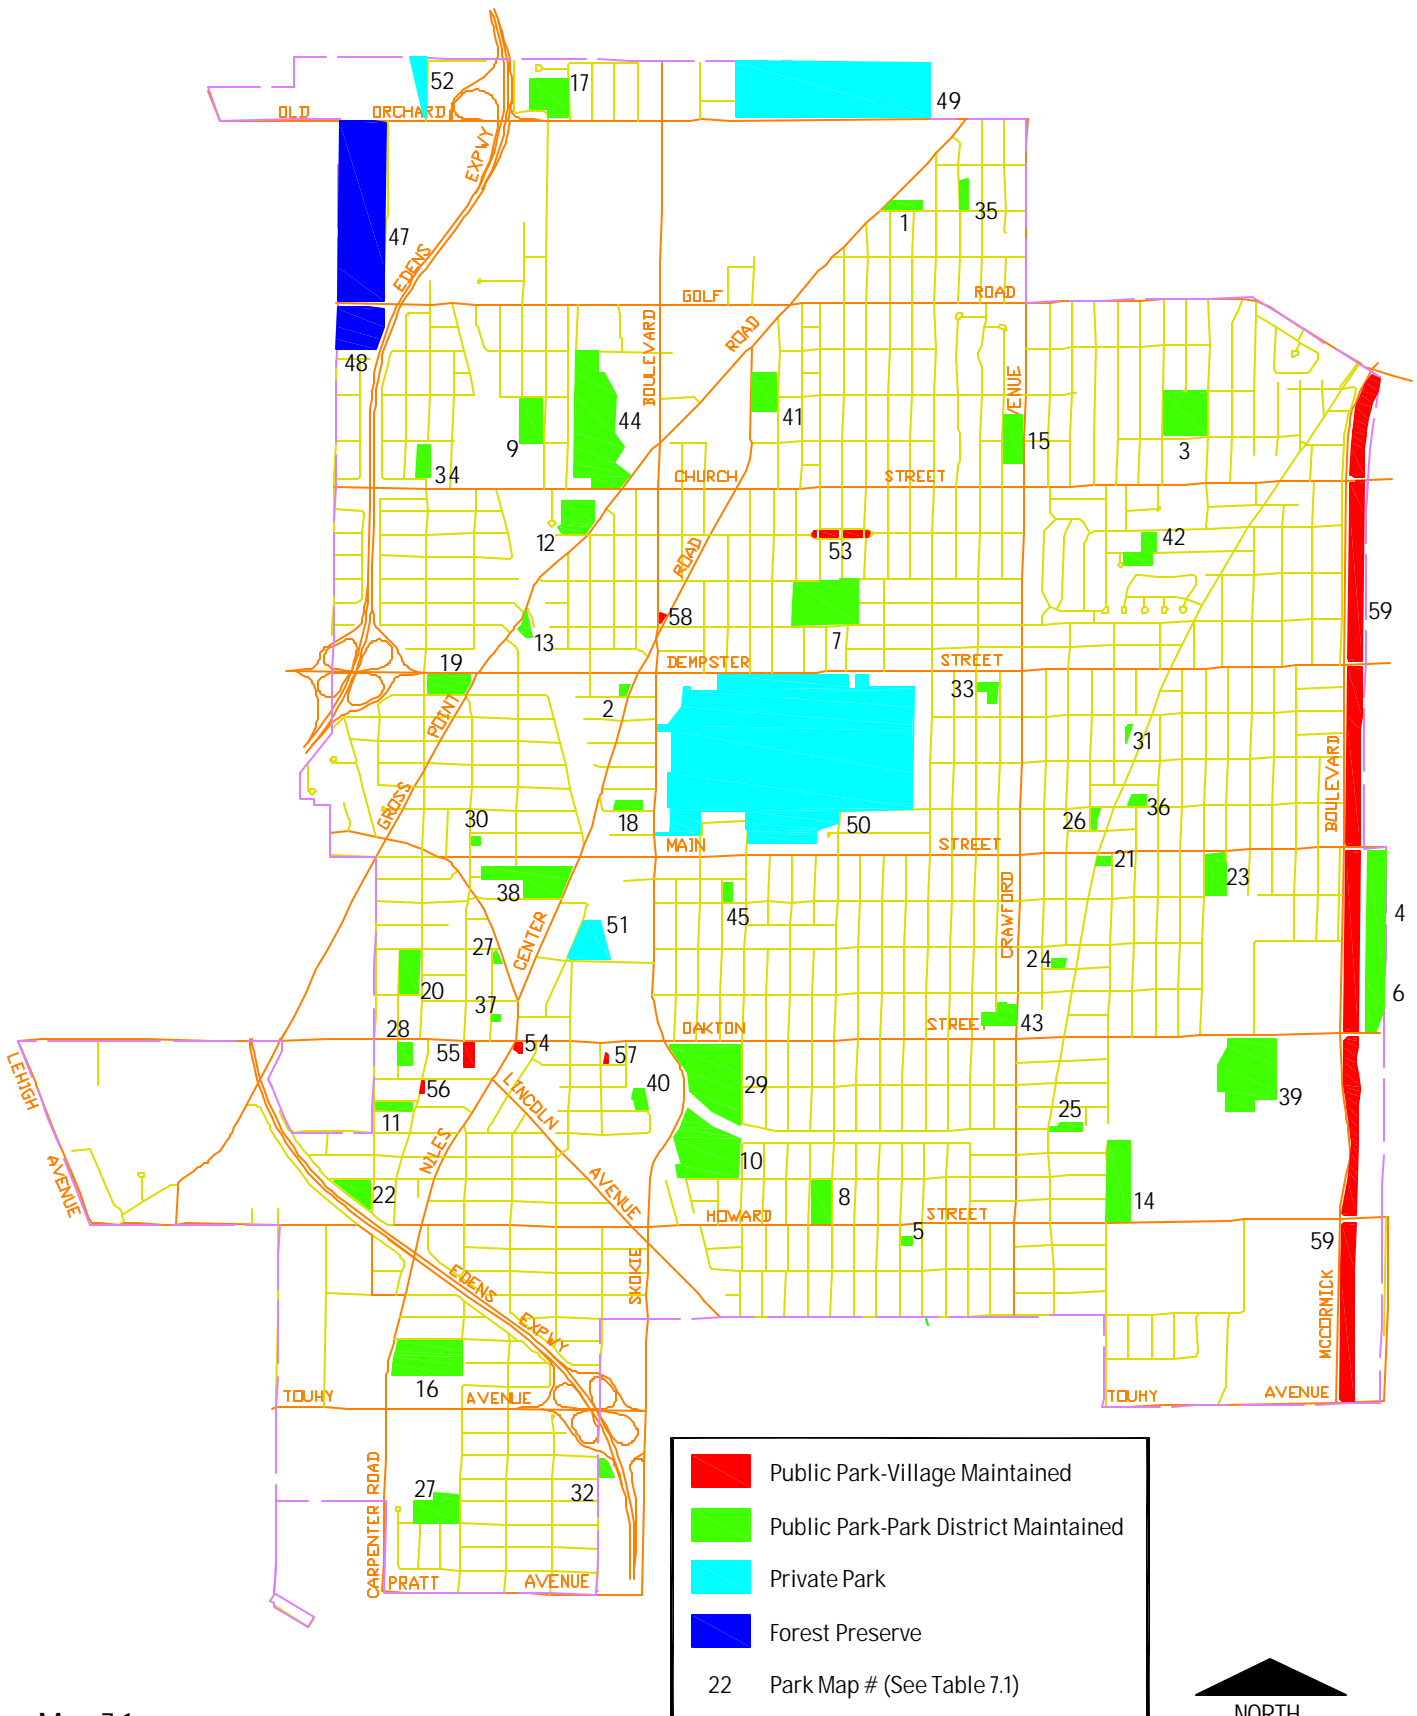 52
17
49
OLD ORCHARD
EXPWY
35
1
47
EDENS
GOLF
ROAD
BOULEVARD
ROAD
48
VENUE
44
41
9
15
3
34
CHURCH
STREET
12
53
42
ROAD
58
59
13
7
19
DEMPSTER
STREET
33
2
POINT
31
BOULEVARD
GROSS
36
30
18
50
26
MAIN
STREET
21
23
38
CRAWFORD
45
4
51
27
CENTER
24
20
6
37
28
OAKTON
STREET
43
54
55
57
LEHIGH
56
LINCOLN
40
29
39
11
25
NILES
10
AVENUE
AVENUE
22
8
14
HOWARD
STREET
5
59
SKOKIE
EDENS
EXPWY
MCCORNICK
16
TOUHY
AVENUE
TOUHY
AVENUE
CARPENTER ROAD
27
32
PRATT
AVENUE
Public Park-Village Maintained
Public Park-Park District Maintained
Private Park
Forest Preserve
22 Park Map # (See Table 7.1)
NORTH
Map 7.1